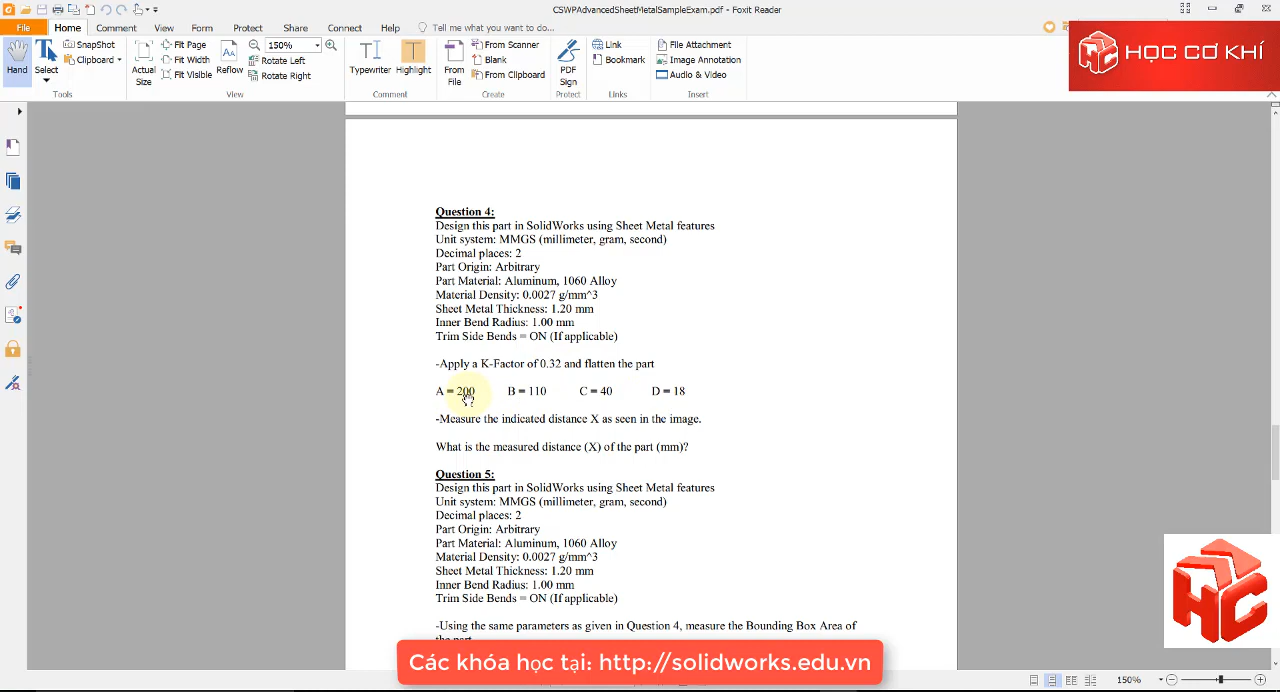 CSWPAdvancedSheetMetalSampleExam.pdf - Foxit Reader
File Home Comment View Form Protect Share Connect Help Tell me what you want to do...
HỌC CƠ KHÍ
Hand
Select
SnapShot
Clipboard
Tools
Actual Size
Fit Page
Fit Width
Fit Visible
Reflow
150%
Rotate Left
Rotate Right
View
Typewriter
Highlight
Comment
From File
From Scanner
Blank
From Clipboard
Create
PDF Sign
Protect
Link
Bookmark
Links
File Attachment
Image Annotation
Audio & Video
Insert
Question 4:
Design this part in SolidWorks using Sheet Metal features
Unit system: MMGS (millimeter, gram, second)
Decimal places: 2
Part Origin: Arbitrary
Part Material: Aluminum, 1060 Alloy
Material Density: 0.0027 g/mm^3
Sheet Metal Thickness: 1.20 mm
Inner Bend Radius: 1.00 mm
Trim Side Bends = ON (If applicable)
-Apply a K-Factor of 0.32 and flatten the part
A = 200 B = 110 C = 40 D = 18
-Measure the indicated distance X as seen in the image.
What is the measured distance (X) of the part (mm)?
Question 5:
Design this part in SolidWorks using Sheet Metal features
Unit system: MMGS (millimeter, gram, second)
Decimal places: 2
Part Origin: Arbitrary
Part Material: Aluminum, 1060 Alloy
Material Density: 0.0027 g/mm^3
Sheet Metal Thickness: 1.20 mm
Inner Bend Radius: 1.00 mm
Trim Side Bends = ON (If applicable)
-Using the same parameters as given in Question 4, measure the Bounding Box Area of
the part
HC
Các khóa học tại: http://solidworks.edu.vn
150%